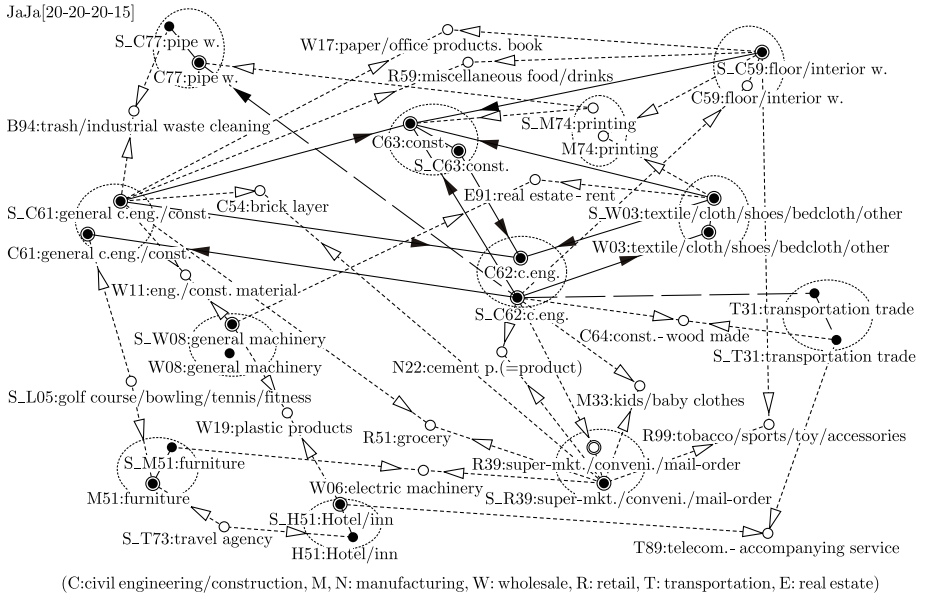 JaJa[20-20-20-15]
S_C77:pipe w.
W17:paper/office products. book
S_C59:floor/interior w.
C77:pipe w.
R59:miscellaneous food/drinks
C59:floor/interior w.
B94:trash/industrial waste cleaning
S_M74:printing
C63:const.
M74:printing
S_C63:const.
E91:real estate-rent
C54:brick layer
S_C61:general c.eng./const.
S_W03:textile/cloth/shoes/bedcloth/other
W03:textile/cloth/shoes/bedcloth/other
C61:general c.eng./const.
C62:c.eng.
W11:eng./const. material
T31:transportation trade
S_C62:c.eng.
S_W08:general machinery
C64:const.-wood made
S_T31:transportation trade
W08:general machinery
N22:cement p.(=product)
S_L05:golf course/bowling/tennis/fitness
M33:kids/baby clothes
W19:plastic products
R51:grocery
R99:tobacco/sports/toy/accessories
S_M51:furniture
R39:super-mkt./conveni./mail-order
W06:electric machinery
M51:furniture
S_R39:super-mkt./conveni./mail-order
S_H51:Hotel/inn
S_T73:travel agency
T89:telecom.-accompanying service
H51:Hotel/inn
(C:civil engineering/construction, M, N: manufacturing, W: wholesale, R: retail, T: transportation, E: real estate)